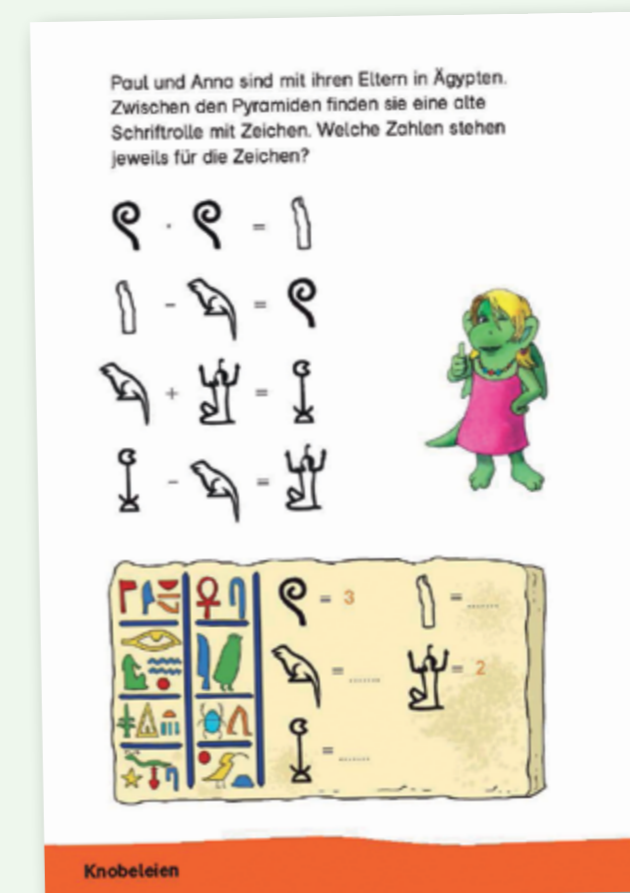 Paul und Anna sind mit ihren Eltern in Ägypten.
Zwischen den Pyramiden finden sie eine alte
Schriftrolle mit Zeichen. Welche Zahlen stehen
jeweils für die Zeichen?
· =
- =
+ =
- =
= 3 = ......
= ...... = 2
= ......
Knobeleien